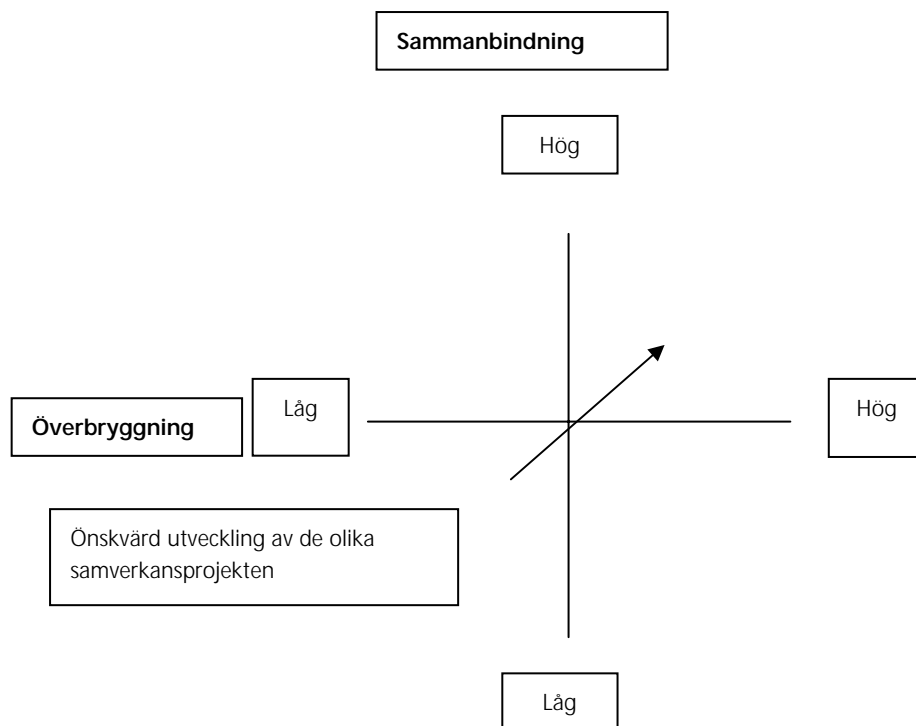 Sammanbindning
Hög
Låg
Hög
Överbryggning
Önskvärd utveckling av de olika
samverkansprojekten
Låg